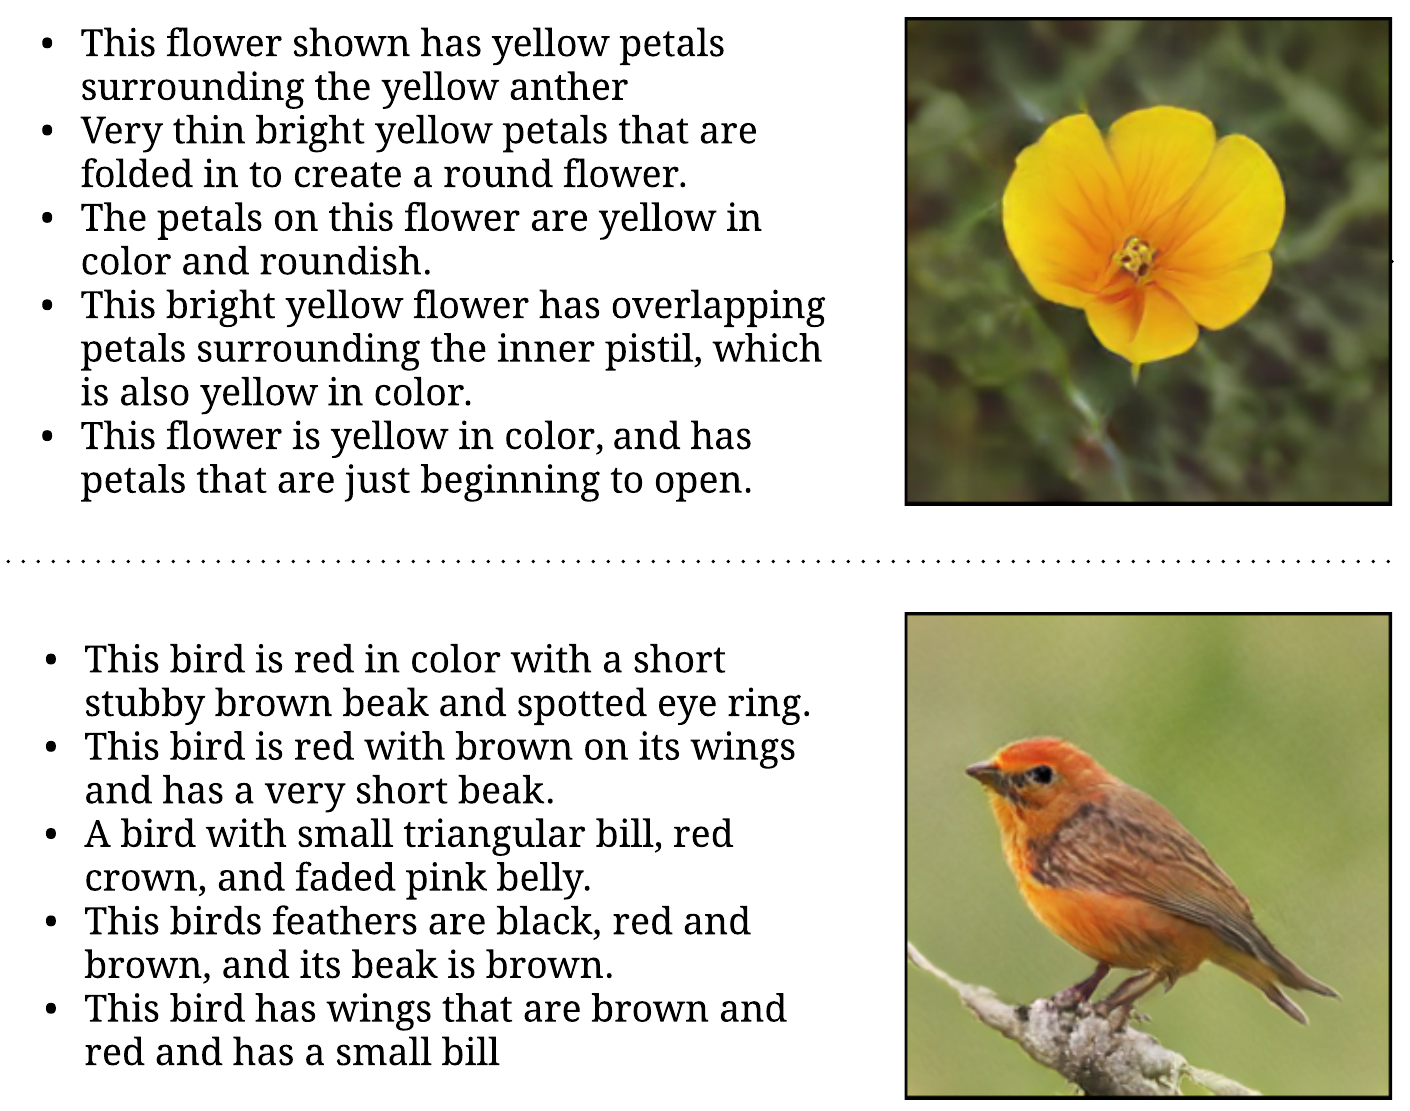 • This flower shown has yellow petals
surrounding the yellow anther
• Very thin bright yellow petals that are
folded in to create a round flower.
• The petals on this flower are yellow in
color and roundish.
• This bright yellow flower has overlapping
petals surrounding the inner pistil, which
is also yellow in color.
• This flower is yellow in color, and has
petals that are just beginning to open.
• This bird is red in color with a short
stubby brown beak and spotted eye ring.
• This bird is red with brown on its wings
and has a very short beak.
• A bird with small triangular bill, red
crown, and faded pink belly.
• This birds feathers are black, red and
brown, and its beak is brown.
• This bird has wings that are brown and
red and has a small bill